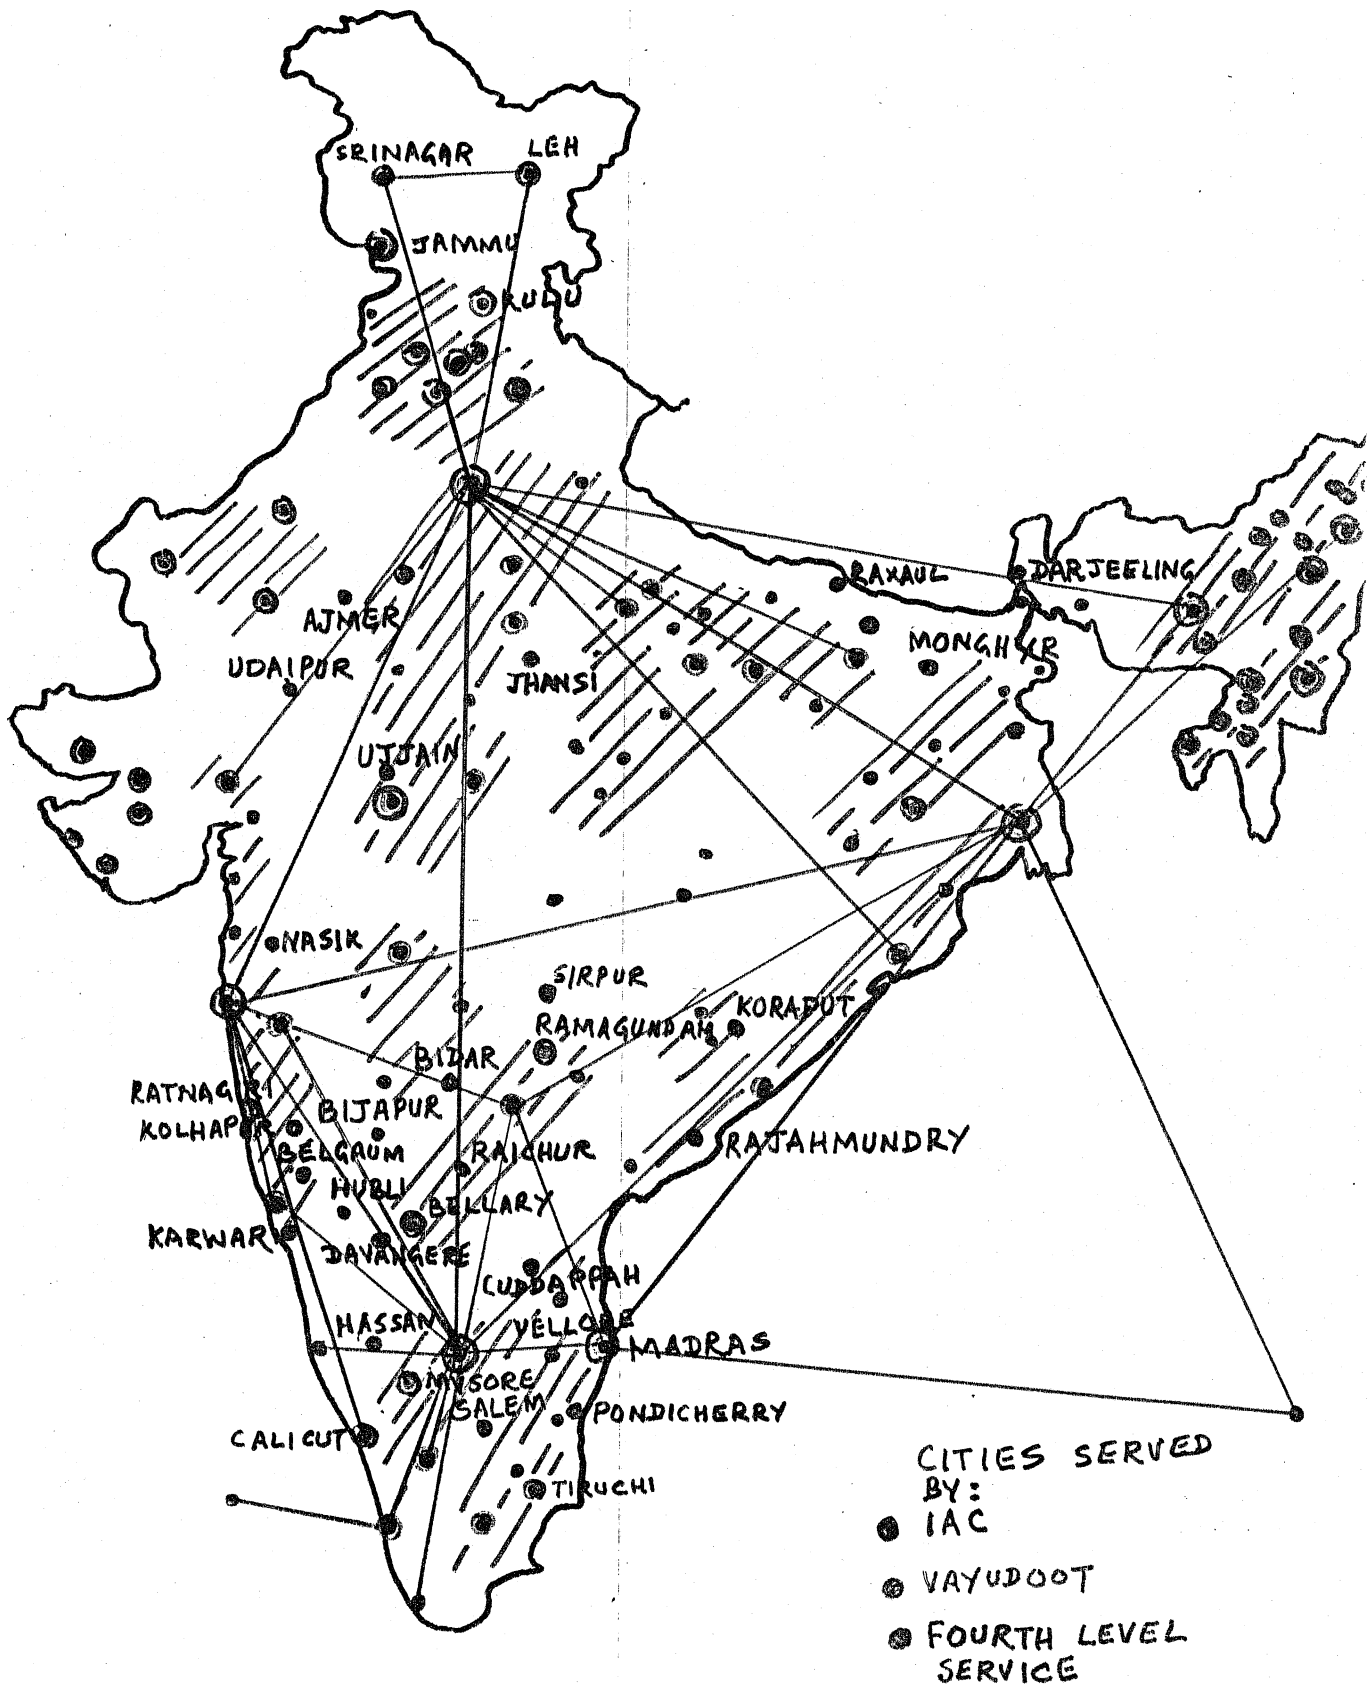 SRINAGAR
LEH
JAMMU
KULU
RAXAUL
DARJEELING
AJMER
MONGHYR
UDAIPUR
JHANSI
UJJAIN
NASIK
SIRPUR
KORAPUT
RAMAGUNDAM
BIDAR
RATNAGIRI
BIJAPUR
KOLHAPUR
RAJAHMUNDRY
BELGAUM
RAICHUR
HUBLI
BELLARY
KARWAR
DAVANGERE
CUDDAPPAH
HASSAN
VELLORE
MADRAS
MYSORE
SALEM
PONDICHERRY
CALICUT
TIRUCHI
CITIES SERVED
BY:
IAC
VAYUDOOT
FOURTH LEVEL
SERVICE